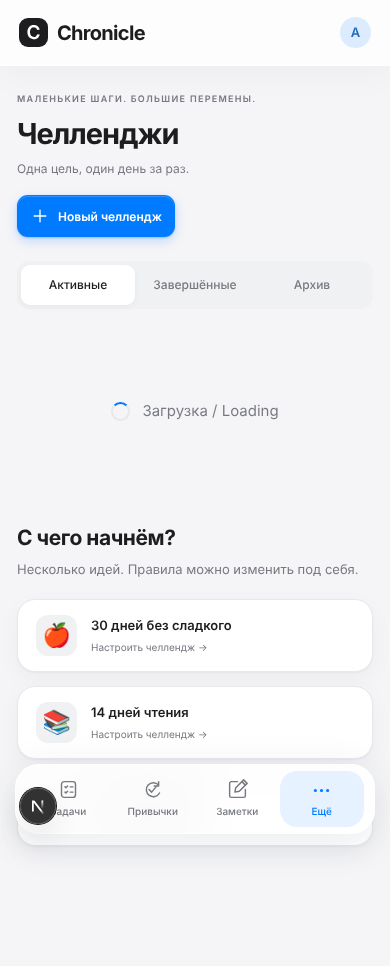 C Chronicle
A
МАЛЕНЬКИЕ ШАГИ. БОЛЬШИЕ ПЕРЕМЕНЫ.
Челленджи
Одна цель, один день за раз.
Новый челлендж
Активные Завершённые Архив
Загрузка / Loading
С чего начнём?
Несколько идей. Правила можно изменить под себя.
30 дней без сладкого
Настроить челлендж →
14 дней чтения
Настроить челлендж →
N
адачи Привычки Заметки Ещё